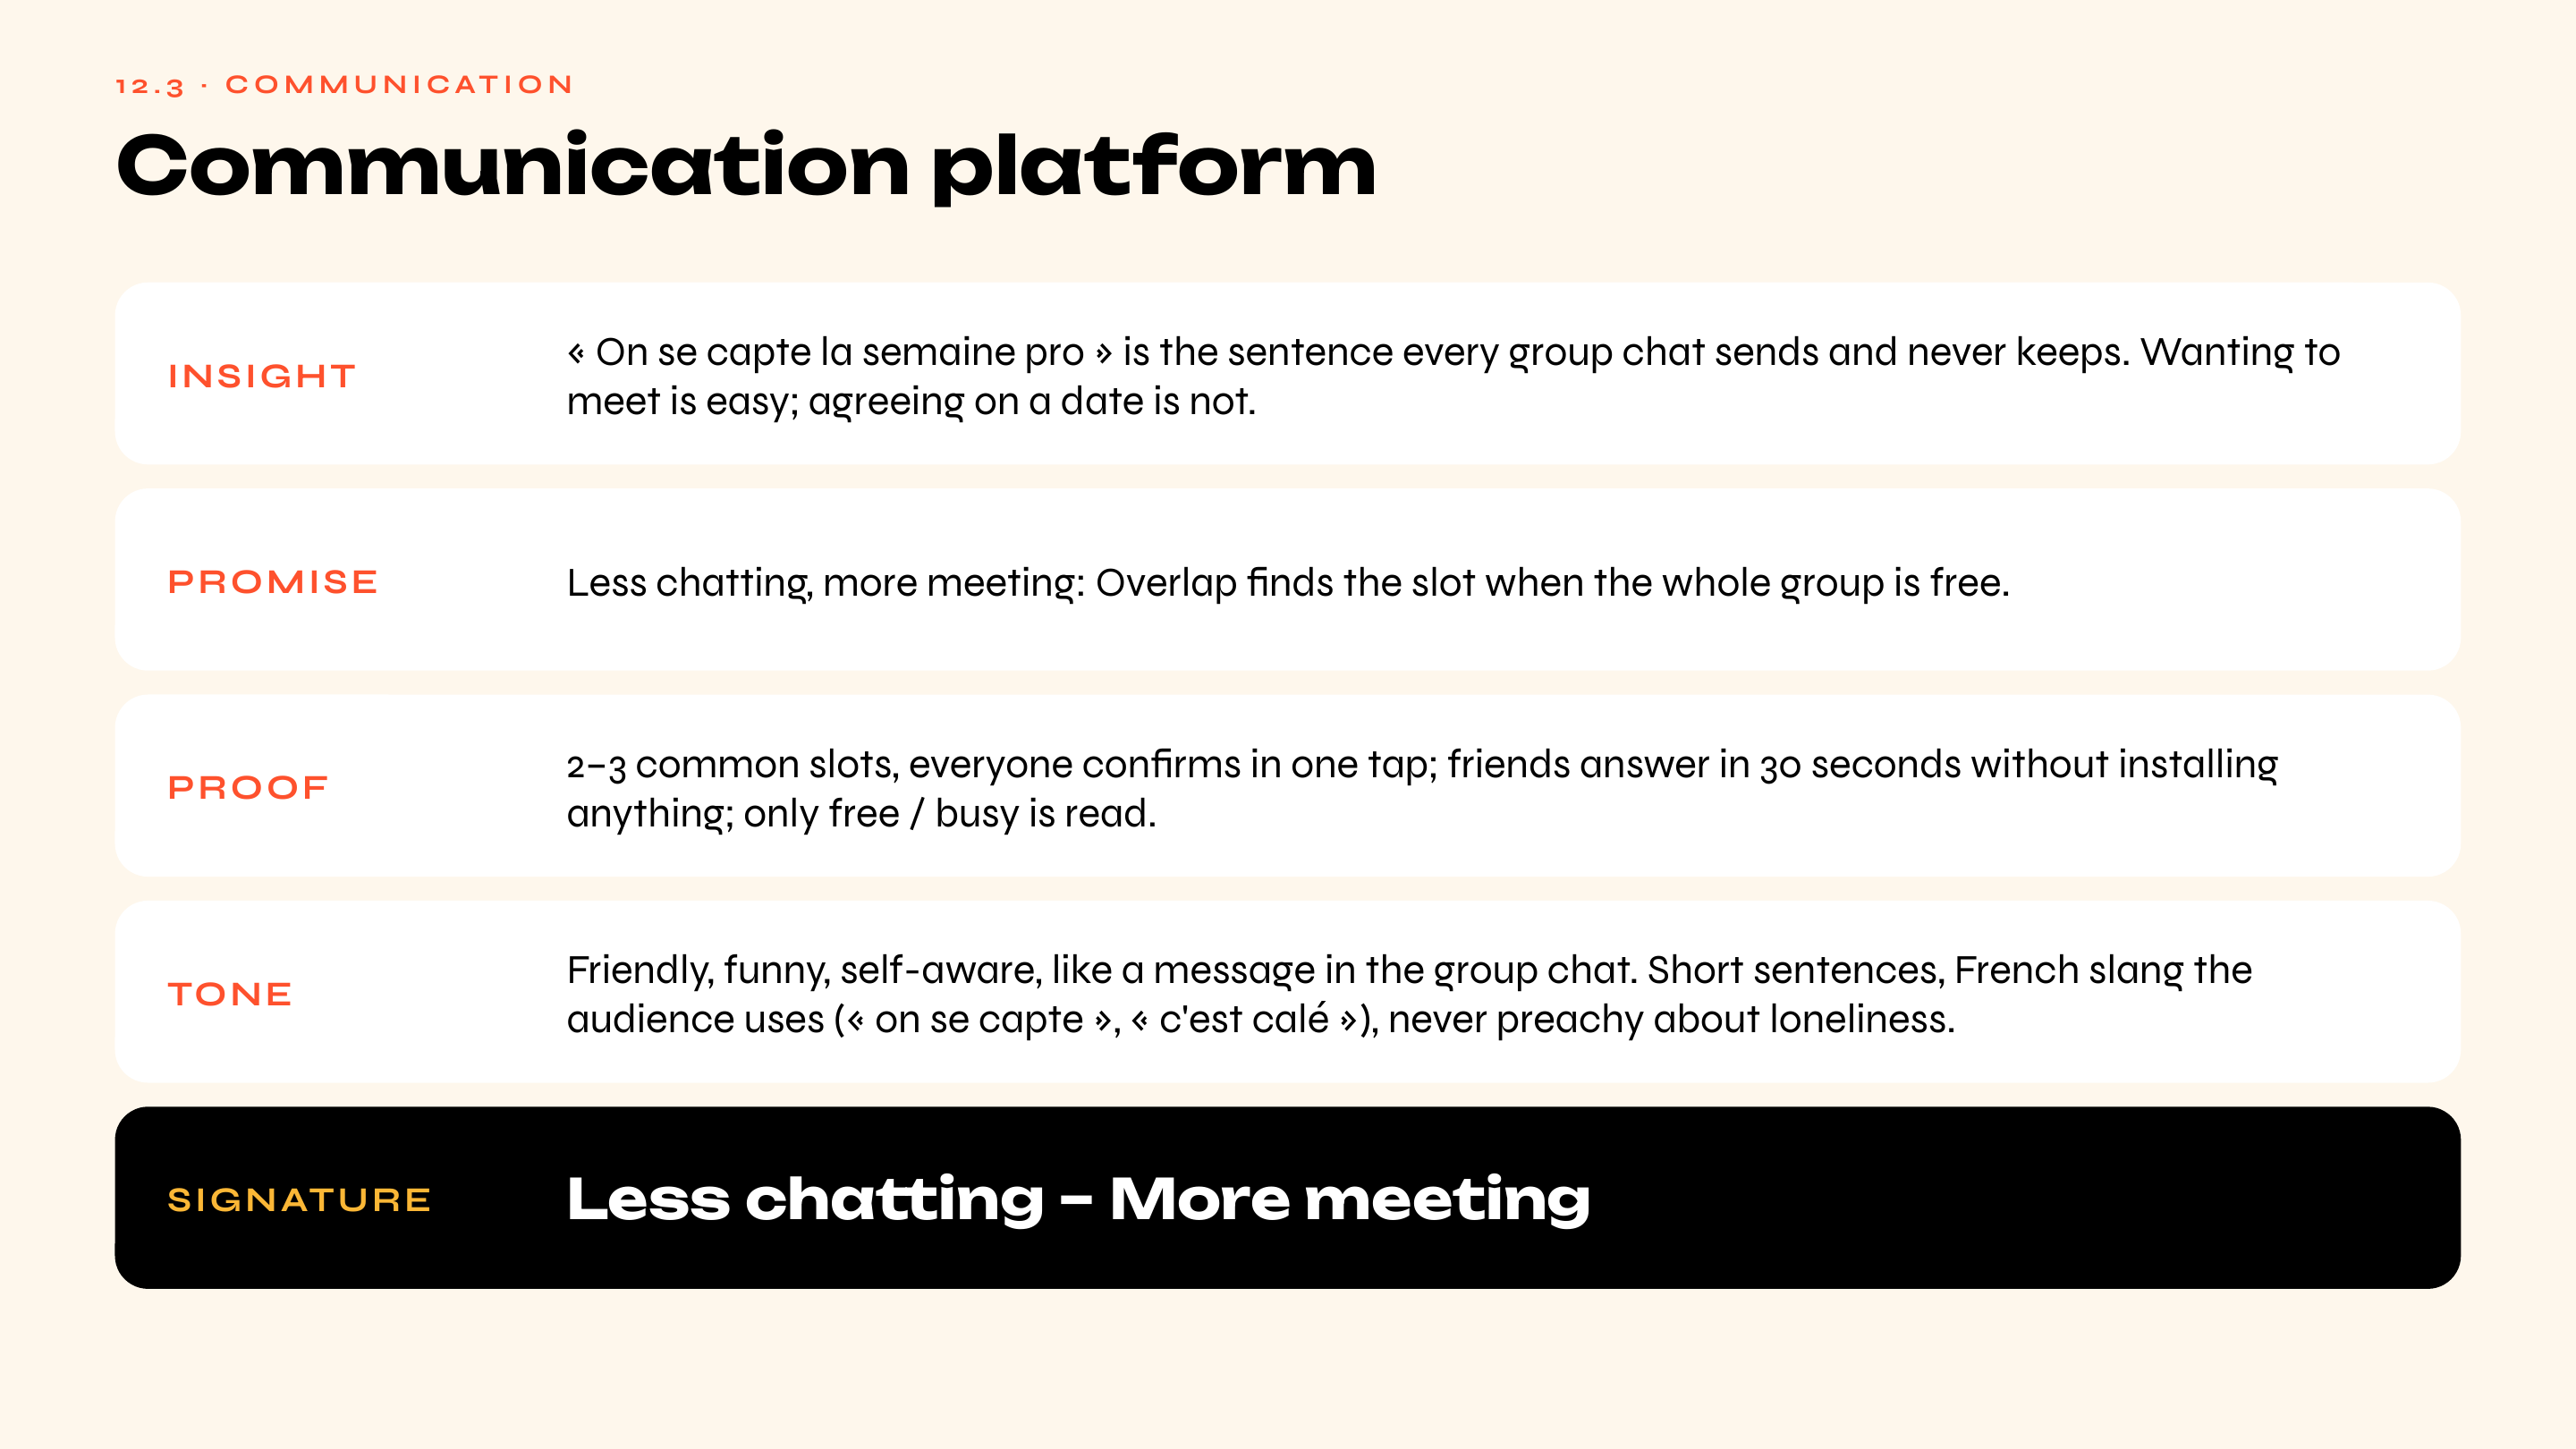 12.3 · COMMUNICATION
Communication platform
INSIGHT
« On se capte la semaine pro » is the sentence every group chat sends and never keeps. Wanting to
meet is easy; agreeing on a date is not.
PROMISE
Less chatting, more meeting: Overlap finds the slot when the whole group is free.
PROOF
2–3 common slots, everyone confirms in one tap; friends answer in 30 seconds without installing
anything; only free / busy is read.
TONE
Friendly, funny, self-aware, like a message in the group chat. Short sentences, French slang the
audience uses (« on se capte », « c'est calé »), never preachy about loneliness.
SIGNATURE
Less chatting – More meeting